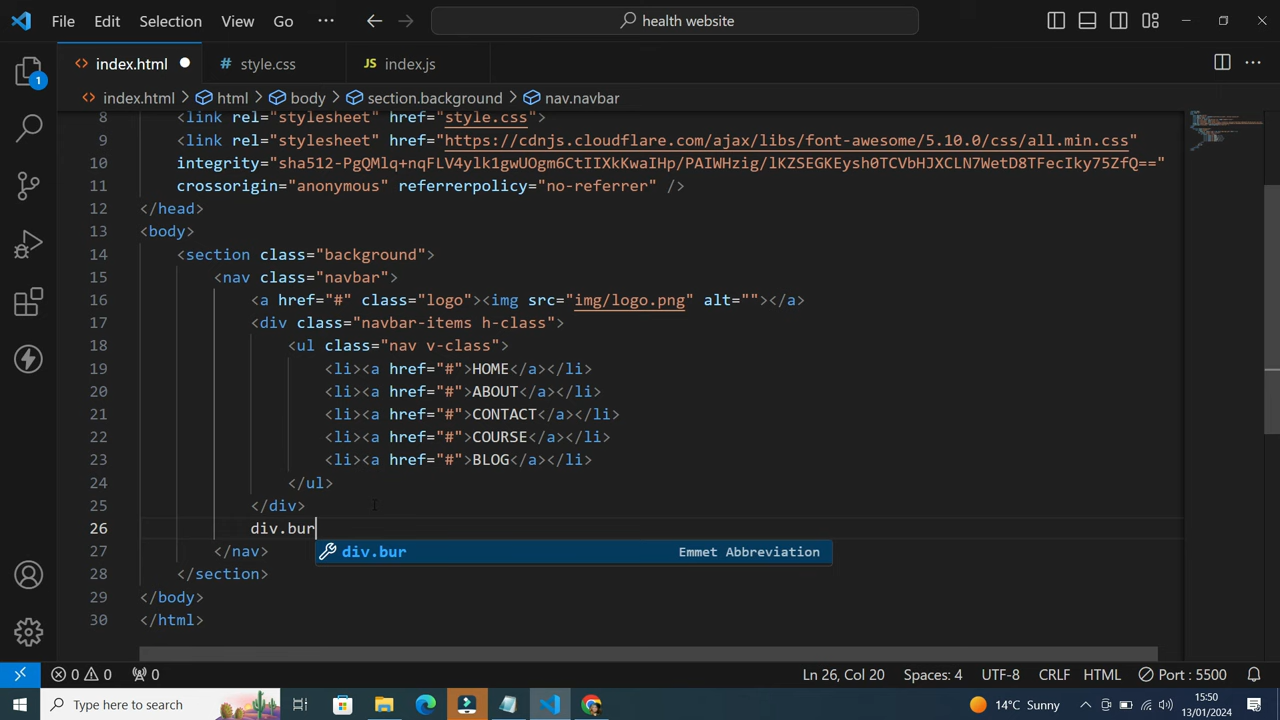 File Edit Selection View Go ··· health website
index.html style.css JS index.js
index.html > html > body > section.background > nav.navbar
1
8 <link rel="stylesheet" href="style.css">
9 <link rel="stylesheet" href="https://cdnjs.cloudflare.com/ajax/libs/font-awesome/5.10.0/css/all.min.css"
10 integrity="sha512-PgQMlq+nqFLV4ylk1gwUOgm6CtIIXkKwaIHp/PAIWHzig/lKZSEGKEysh0TCVbHJXCLN7WetD8TFecIky75ZfQ=="
11 crossorigin="anonymous" referrerpolicy="no-referrer" />
12 </head>
13 <body>
14 <section class="background">
15 <nav class="navbar">
16 <a href="#" class="logo"><img src="img/logo.png" alt=""></a>
17 <div class="navbar-items h-class">
18 <ul class="nav v-class">
19 <li><a href="#">HOME</a></li>
20 <li><a href="#">ABOUT</a></li>
21 <li><a href="#">CONTACT</a></li>
22 <li><a href="#">COURSE</a></li>
23 <li><a href="#">BLOG</a></li>
24 </ul>
25 </div>
26 div.bur
div.bur Emmet Abbreviation
27 </nav>
28 </section>
29 </body>
30 </html>
0 0 0 Ln 26, Col 20 Spaces: 4 UTF-8 CRLF HTML Port : 5500
Type here to search 14°C Sunny 15:50
13/01/2024